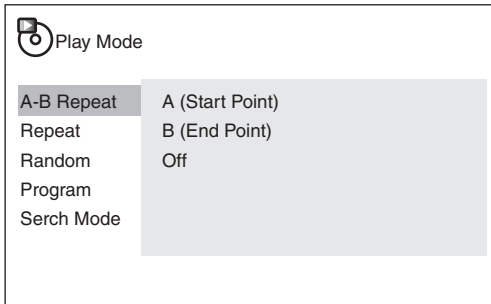 Play Mode
A-B Repeat
Repeat
Random
Program
Serch Mode
A (Start Point)
B (End Point)
Off